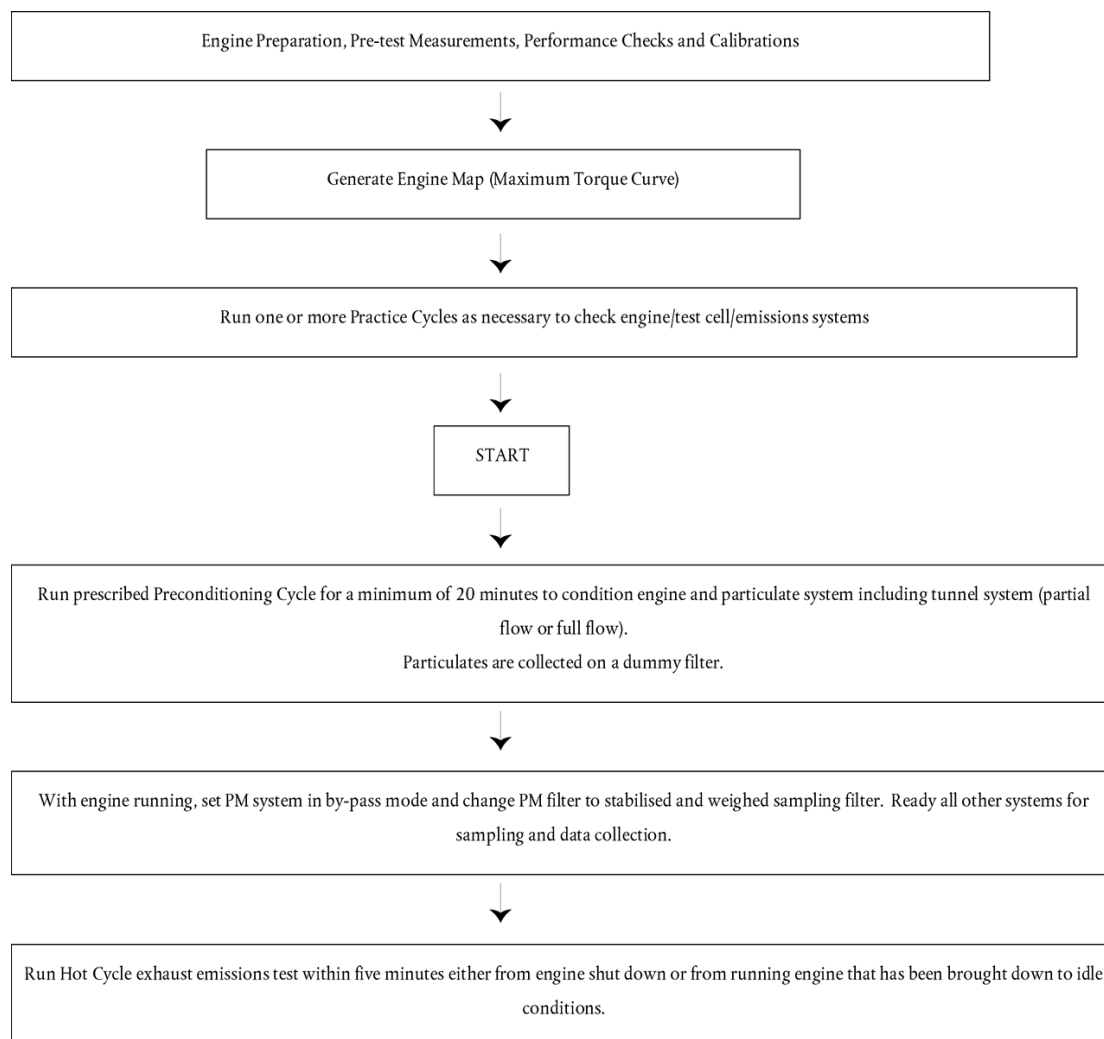 Engine Preparation, Pre-test Measurements, Performance Checks and Calibrations
Generate Engine Map (Maximum Torque Curve)
Run one or more Practice Cycles as necessary to check engine/test cell/emissions systems
START
Run prescribed Preconditioning Cycle for a minimum of 20 minutes to condition engine and particulate system including tunnel system (partial
flow or full flow).
Particulates are collected on a dummy filter.
With engine running, set PM system in by-pass mode and change PM filter to stabilised and weighed sampling filter. Ready all other systems for
sampling and data collection.
Run Hot Cycle exhaust emissions test within five minutes either from engine shut down or from running engine that has been brought down to idle
conditions.